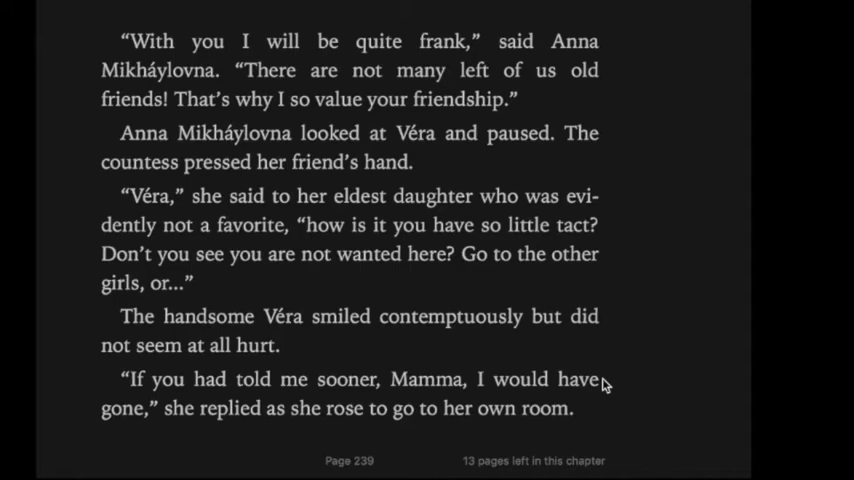 “With you I will be quite frank,” said Anna
Mikháylovna. “There are not many left of us old
friends! That’s why I so value your friendship.”
Anna Mikháylovna looked at Véra and paused. The
countess pressed her friend’s hand.
“Véra,” she said to her eldest daughter who was evi-
dently not a favorite, “how is it you have so little tact?
Don’t you see you are not wanted here? Go to the other
girls, or...”
The handsome Véra smiled contemptuously but did
not seem at all hurt.
“If you had told me sooner, Mamma, I would have
gone,” she replied as she rose to go to her own room.
Page 239 13 pages left in this chapter